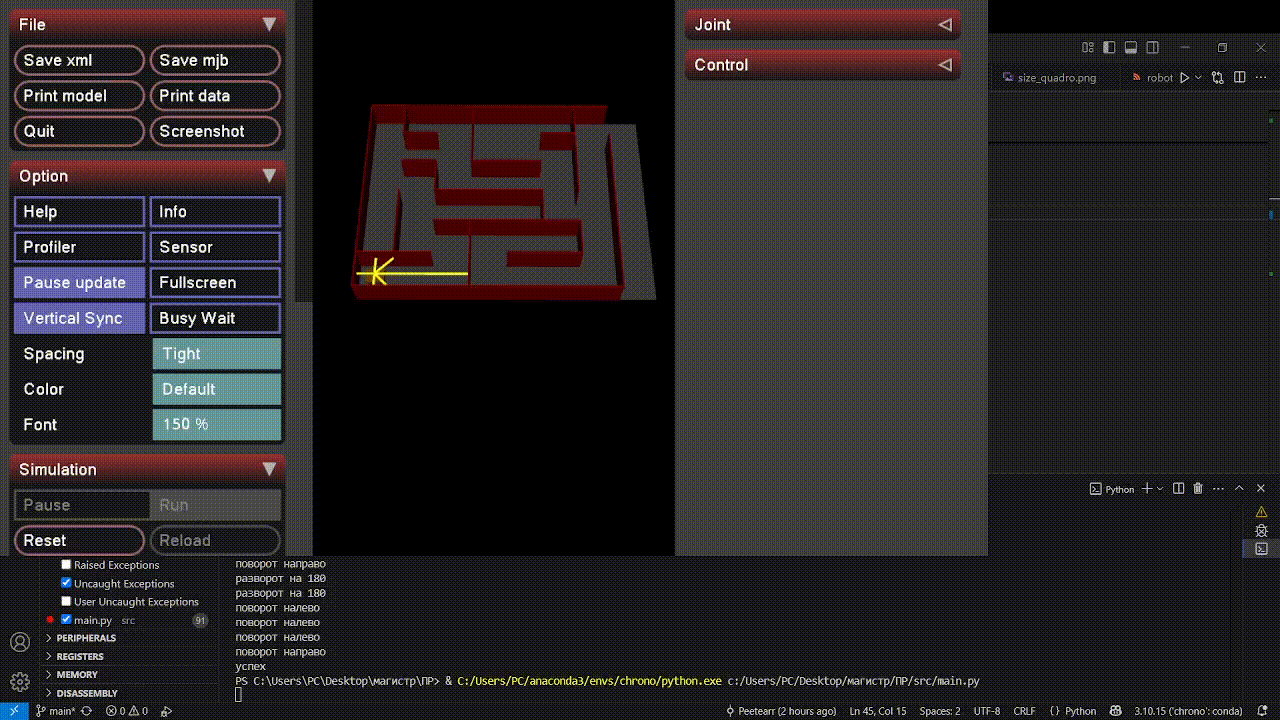 File
Save xml
Save mjb
Print model
Print data
Quit
Screenshot
Option
Help
Info
Profiler
Sensor
Pause update
Fullscreen
Vertical Sync
Busy Wait
Spacing
Tight
Color
Default
Font
150 %
Simulation
Pause
Run
Reset
Reload
Joint
Control
size_quadro.png
robot
Python
Raised Exceptions
Uncaught Exceptions
User Uncaught Exceptions
main.py src 91
PERIPHERALS
REGISTERS
MEMORY
DISASSEMBLY
поворот направо
разворот на 180
разворот на 180
поворот налево
поворот налево
поворот налево
поворот направо
успех
PS C:\Users\PC\Desktop\магистр\ПР> & C:/Users/PC/anaconda3/envs/chrono/python.exe c:/Users/PC/Desktop/магистр/ПР/src/main.py
main* 0 0 Peetearr (2 hours ago) Ln 45, Col 15 Spaces: 2 UTF-8 CRLF {} Python 3.10.15 ('chrono': conda)